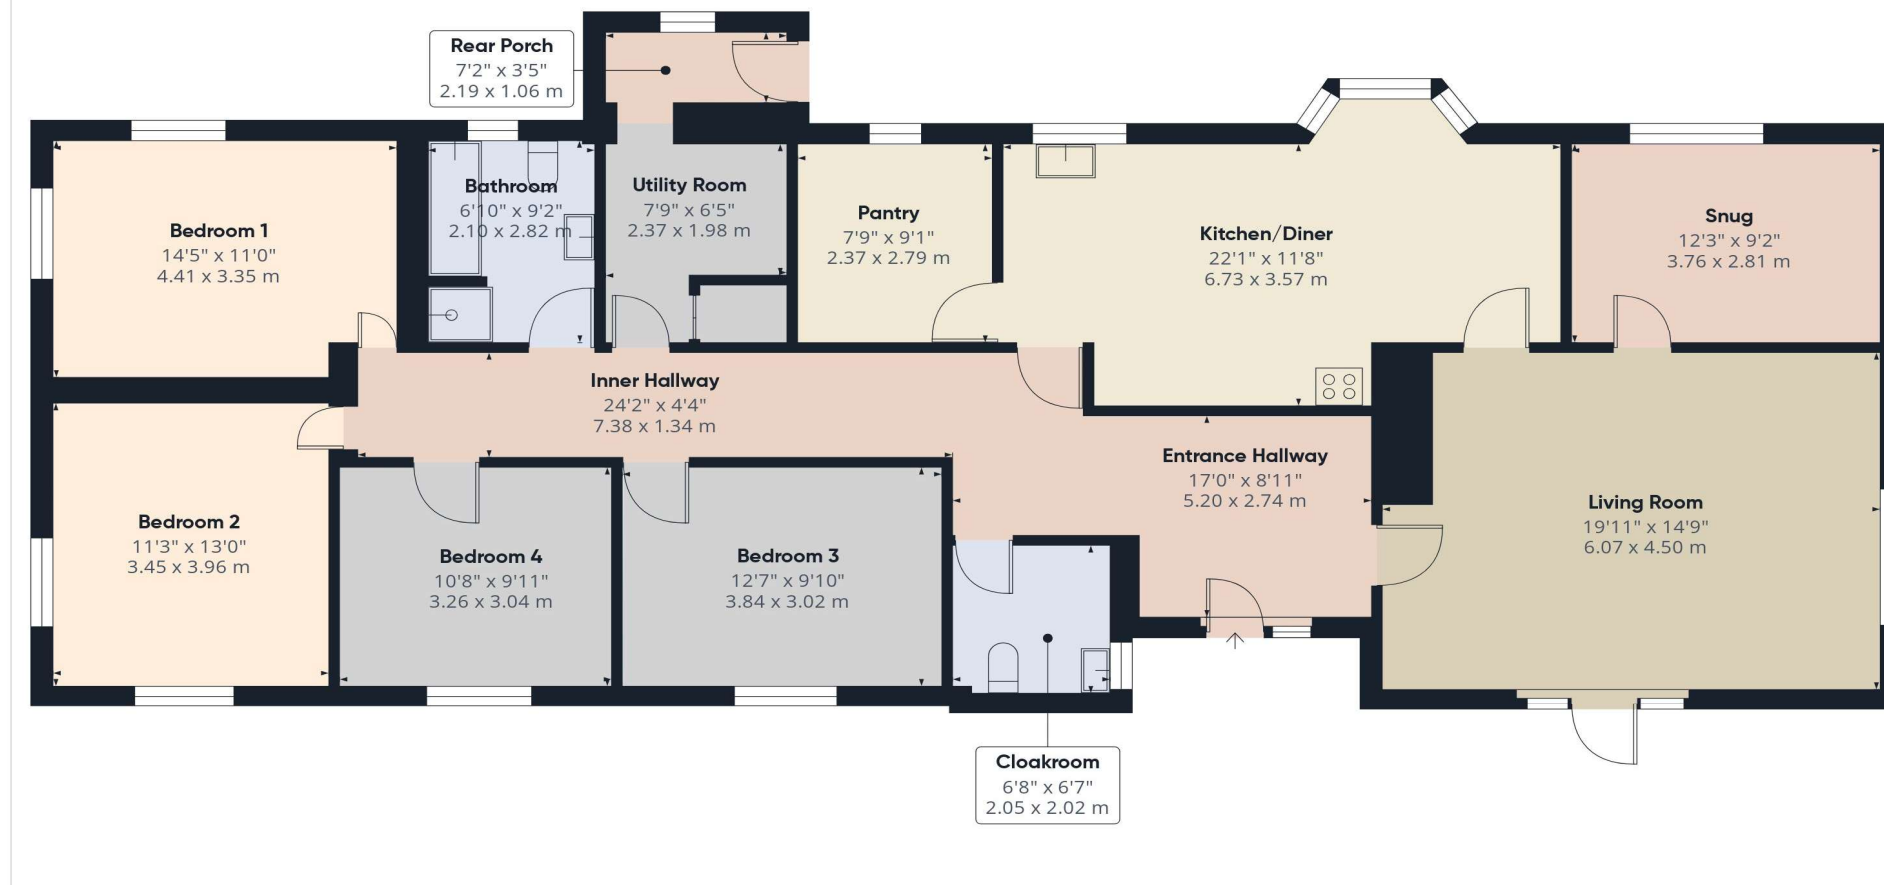 Rear Porch
7'2" x 3'5"
2.19 x 1.06 m
Bedroom 1
14'5" x 11'0"
4.41 x 3.35 m
Bathroom
6'10" x 9'2"
2.10 x 2.82 m
Utility Room
7'9" x 6'5"
2.37 x 1.98 m
Pantry
7'9" x 9'1"
2.37 x 2.79 m
Kitchen/Diner
22'1" x 11'8"
6.73 x 3.57 m
Snug
12'3" x 9'2"
3.76 x 2.81 m
Inner Hallway
24'2" x 4'4"
7.38 x 1.34 m
Entrance Hallway
17'0" x 8'11"
5.20 x 2.74 m
Living Room
19'11" x 14'9"
6.07 x 4.50 m
Bedroom 2
11'3" x 13'0"
3.45 x 3.96 m
Bedroom 4
10'8" x 9'11"
3.26 x 3.04 m
Bedroom 3
12'7" x 9'10"
3.84 x 3.02 m
Cloakroom
6'8" x 6'7"
2.05 x 2.02 m